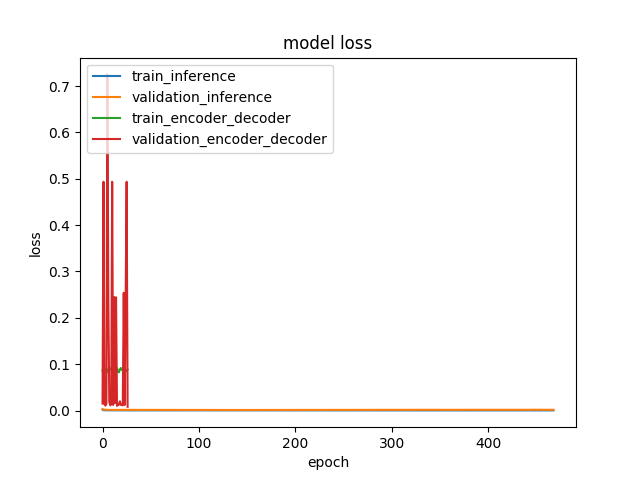 model loss
train_inference
validation_inference
train_encoder_decoder
validation_encoder_decoder
0.7
0.6
0.5
0.4
0.3
0.2
0.1
0.0
loss
0 100 200 300 400
epoch